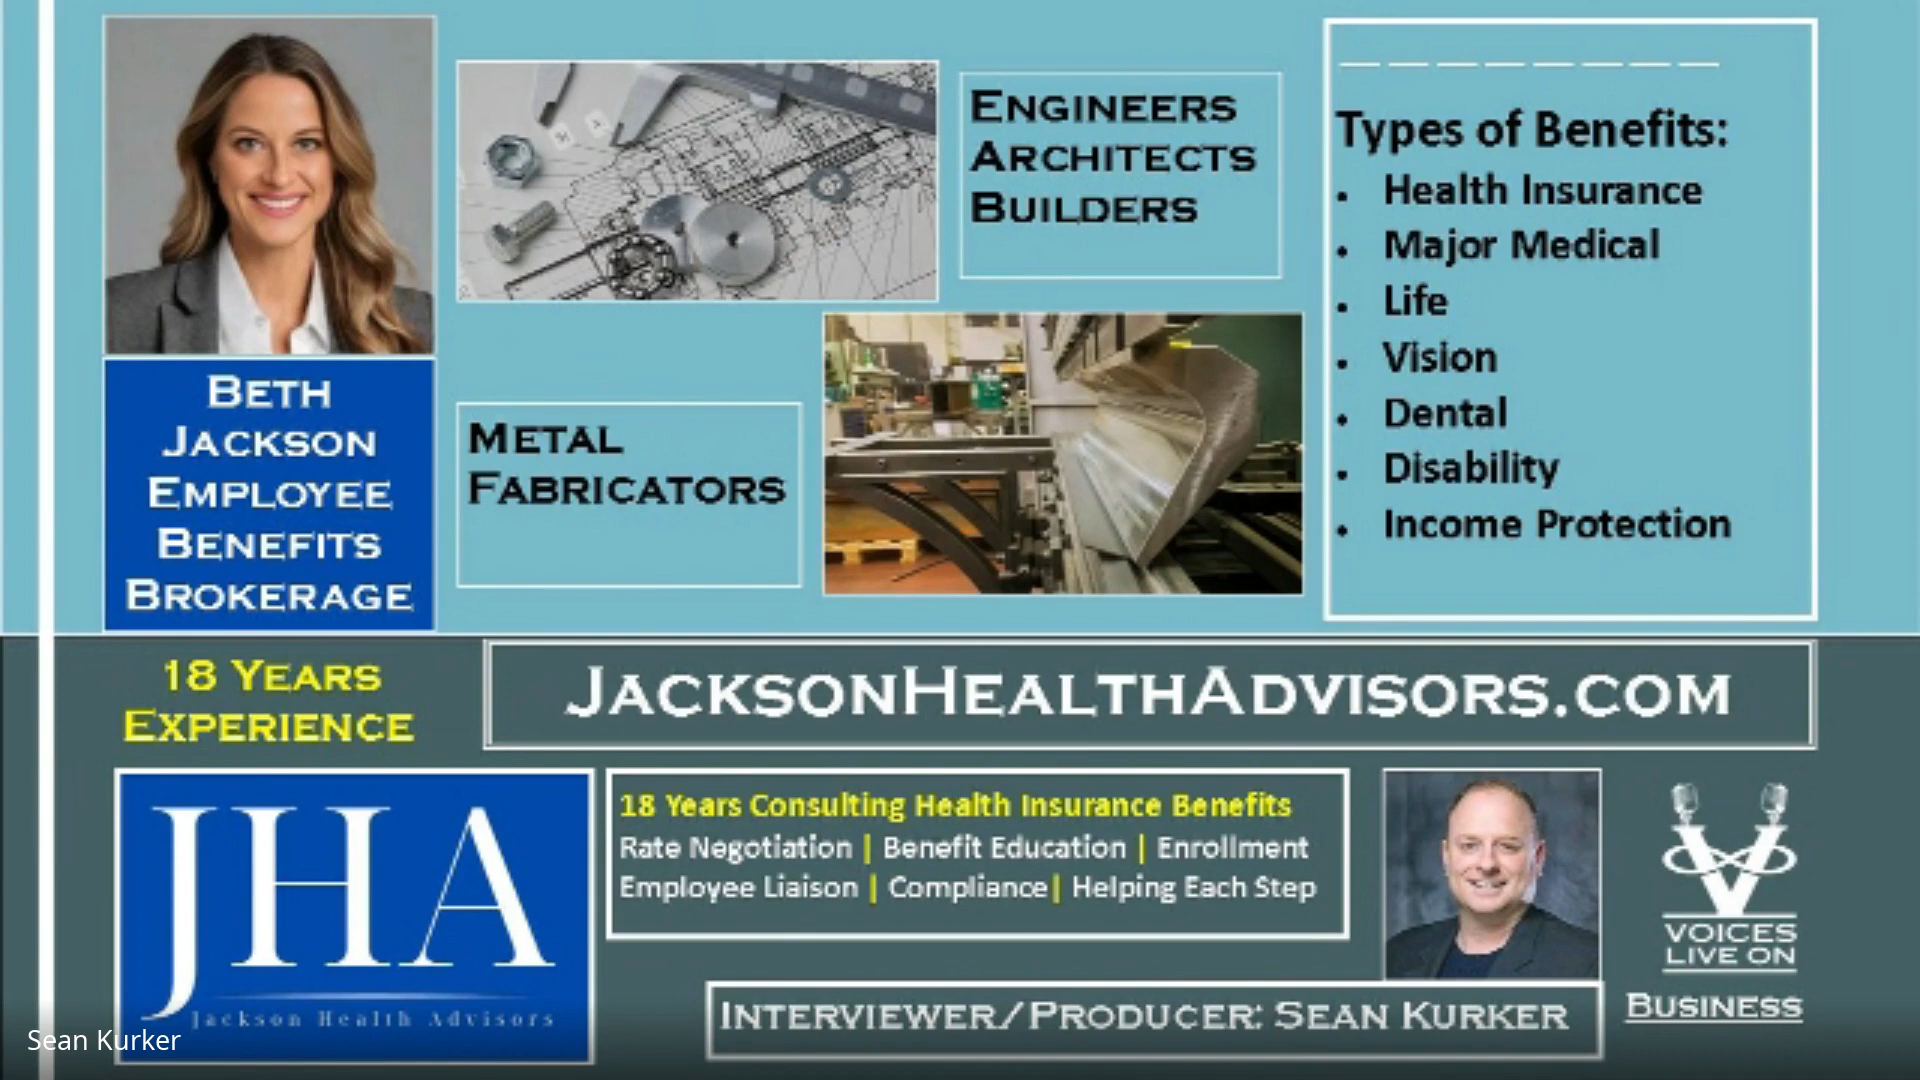 ENGINEERS
ARCHITECTS
BUILDERS
Types of Benefits:
• Health Insurance
• Major Medical
• Life
• Vision
• Dental
• Disability
• Income Protection
BETH
JACKSON
EMPLOYEE
BENEFITS
BROKERAGE
METAL
FABRICATORS
18 YEARS
EXPERIENCE
JACKSONHEALTHADVISORS.COM
JHA
Jackson Health Advisors
18 Years Consulting Health Insurance Benefits
Rate Negotiation | Benefit Education | Enrollment
Employee Liaison | Compliance| Helping Each Step
INTERVIEWER/PRODUCER: SEAN KURKER
V
VOICES
LIVE ON
BUSINESS
Sean Kurker